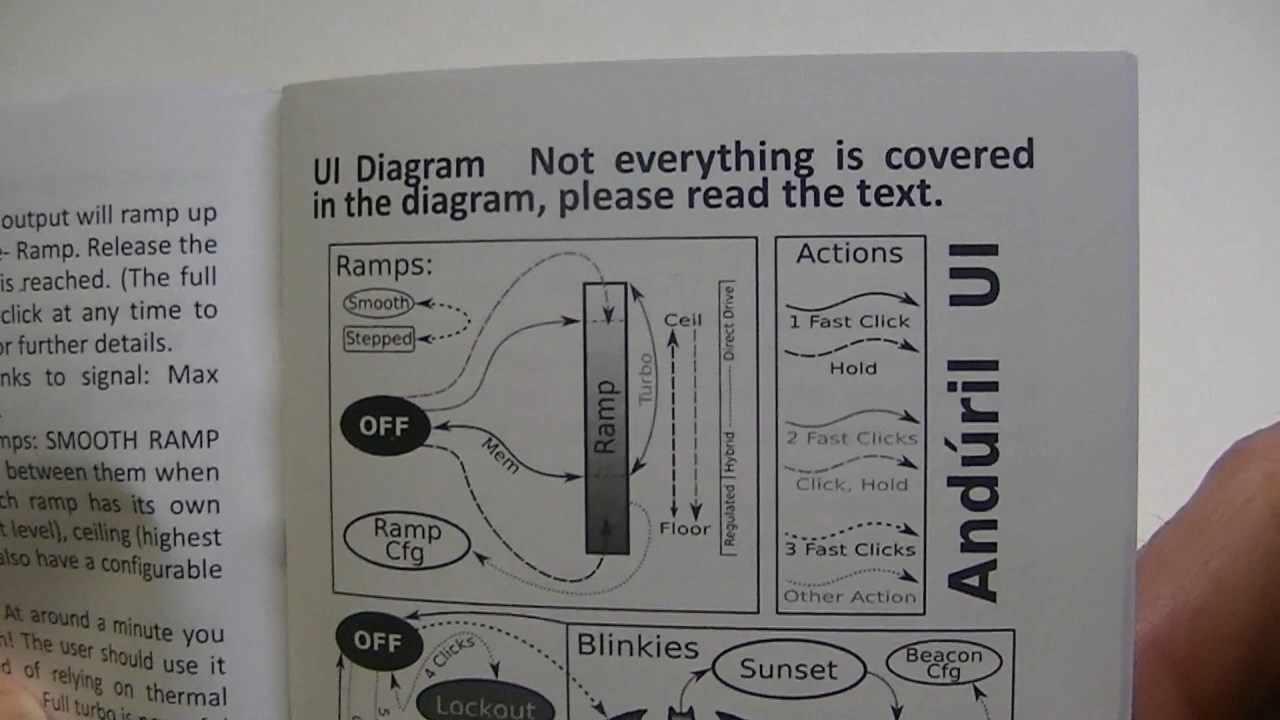 output will ramp up
Ramp. Release the
is reached. (The full
click at any time to
or further details.
nks to signal: Max
mps: SMOOTH RAMP
between them when
ch ramp has its own
t level), ceiling (highest
also have a configurable
At around a minute you
n! The user should use it
d of relying on thermal
Full turbo is
UI Diagram Not everything is covered
in the diagram, please read the text.
Ramps:
Smooth
Stepped
OFF
Mem
Ramp
Cfg
Ramp
Turbo
Ceil
Floor
Regulated | Hybrid ---------- Direct Drive
Actions
1 Fast Click
Hold
2 Fast Clicks
Click, Hold
3 Fast Clicks
Other Action
Andúril UI
OFF
4 Clicks
5
Lockout
Blinkies
Sunset
Beacon
Cfg